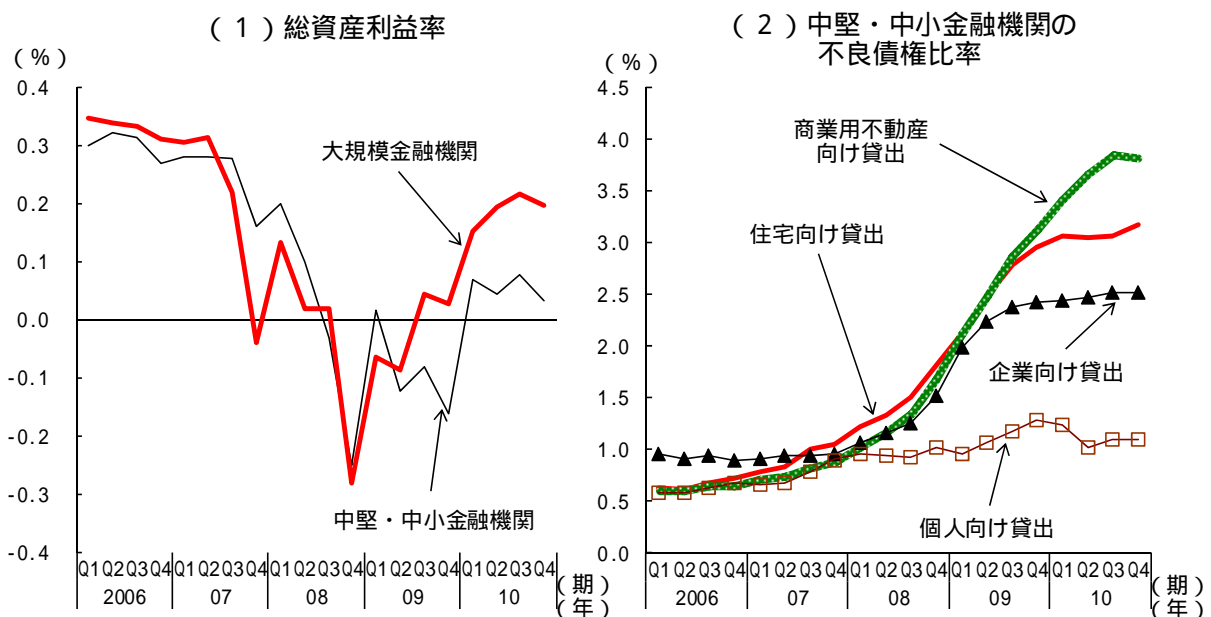 (1)総資産利益率
(%)
0.4
0.3
0.2
0.1
0.0
-0.1
-0.2
-0.3
-0.4
大規模金融機関
中堅・中小金融機関
Q1 Q2 Q3 Q4 Q1 Q2 Q3 Q4 Q1 Q2 Q3 Q4 Q1 Q2 Q3 Q4 Q1 Q2 Q3 Q4 (期)
2006 07 08 09 10 (年)
(2)中堅・中小金融機関の
不良債権比率
(%)
4.5
4.0
3.5
3.0
2.5
2.0
1.5
1.0
0.5
0.0
商業用不動産
向け貸出
住宅向け貸出
企業向け貸出
個人向け貸出
Q1 Q2 Q3 Q4 Q1 Q2 Q3 Q4 Q1 Q2 Q3 Q4 Q1 Q2 Q3 Q4 Q1 Q2 Q3 Q4 (期)
2006 07 08 09 10 (年)